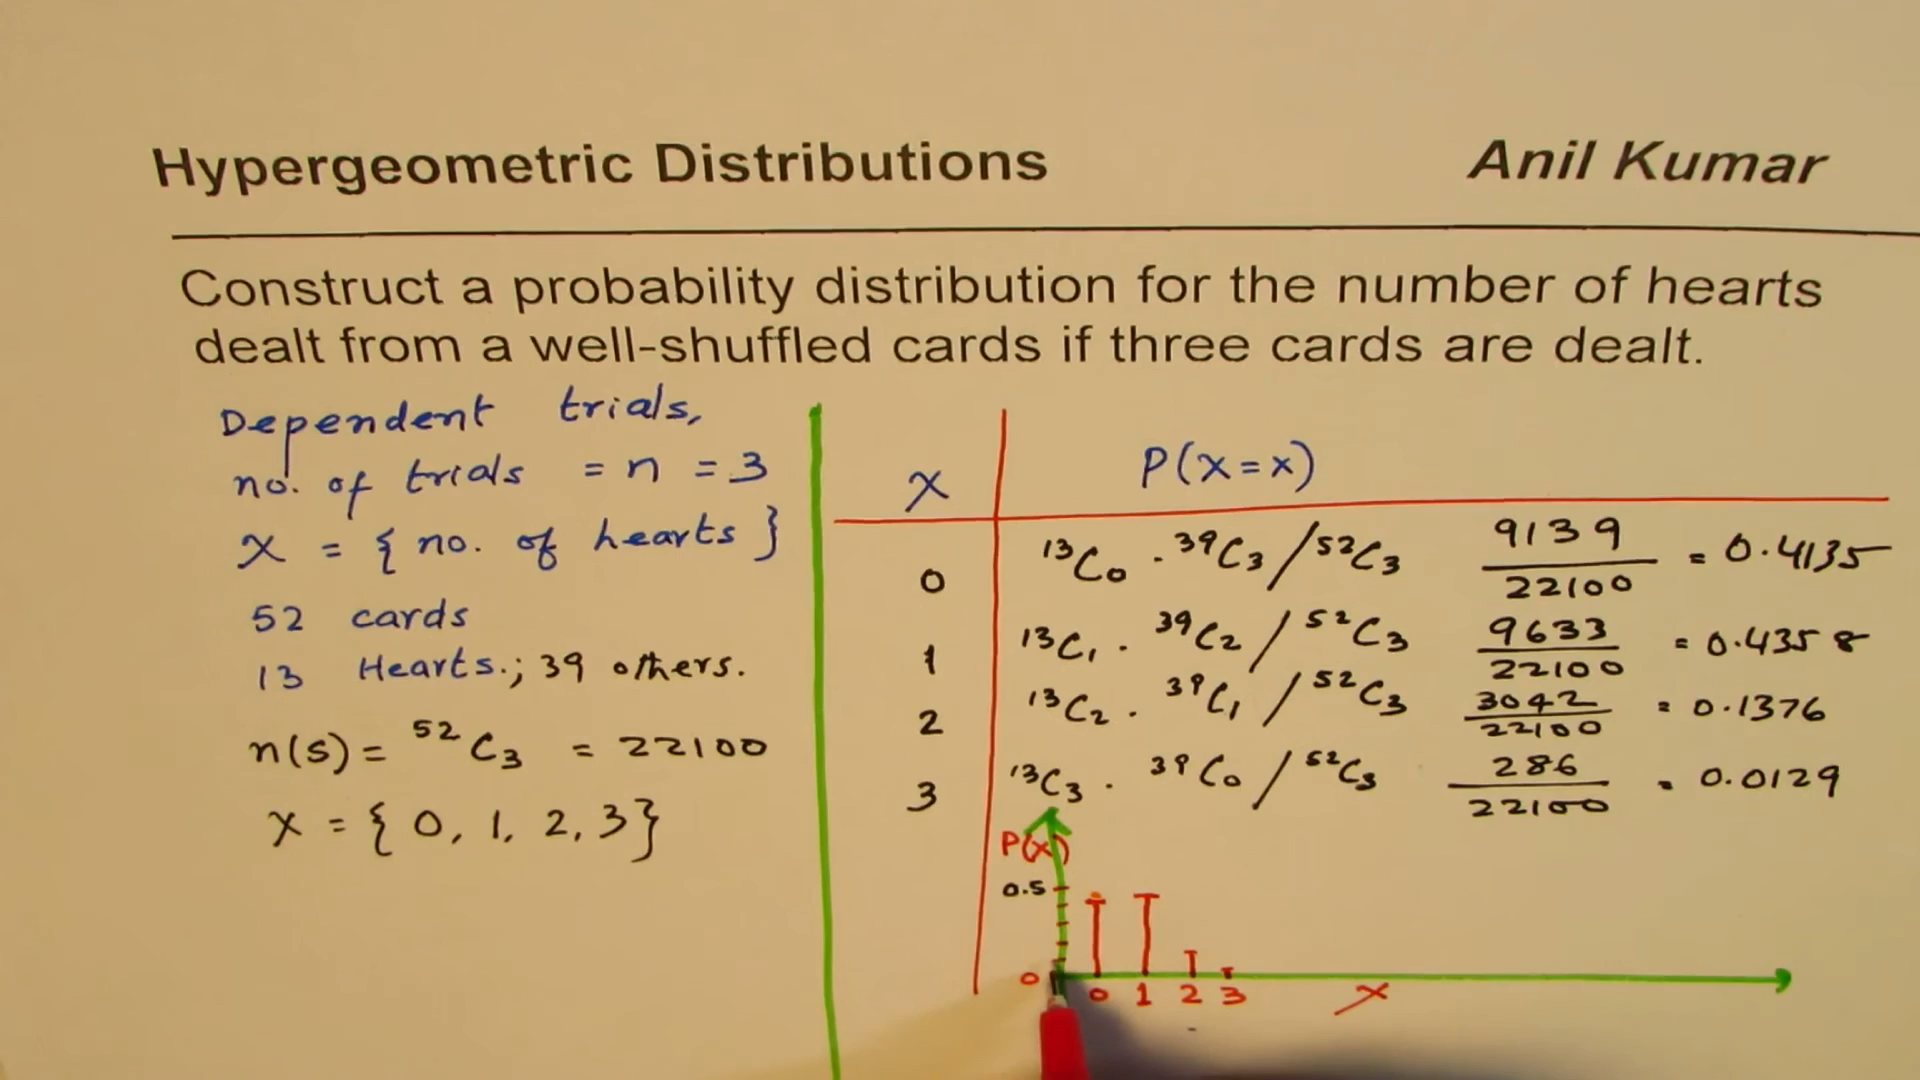 Hypergeometric Distributions Anil Kumar
Construct a probability distribution for the number of hearts
dealt from a well-shuffled cards if three cards are dealt.
Dependent trials,
no. of trials = n = 3
X = { no. of hearts }
52 cards
13 Hearts.; 39 others.
n(s) = ⁵²C₃ = 22100
X = { 0, 1, 2, 3}
X P(X=x)
0 ¹³C₀ · ³⁹C₃ / ⁵²C₃ 9139/22100 = 0.4135
1 ¹³C₁ · ³⁹C₂ / ⁵²C₃ 9633/22100 = 0.4358
2 ¹³C₂ · ³⁹C₁ / ⁵²C₃ 3042/22100 = 0.1376
3 ¹³C₃ · ³⁹C₀ / ⁵²C₃ 286/22100 = 0.0129
P(x)
0.5
0 0 1 2 3 X